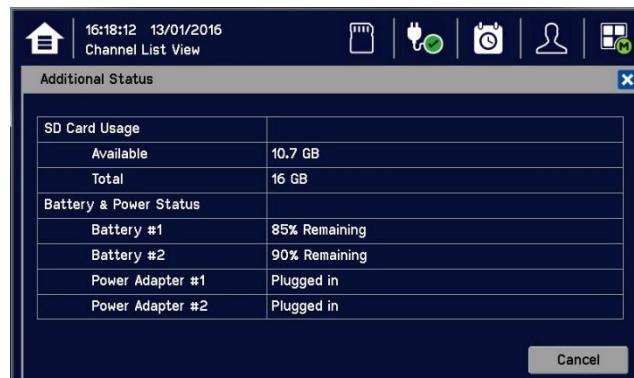 16:18:12 13/01/2016
Channel List View
M
Additional Status
SD Card Usage
Available 10.7 GB
Total 16 GB
Battery & Power Status
Battery #1 85% Remaining
Battery #2 90% Remaining
Power Adapter #1 Plugged in
Power Adapter #2 Plugged in
Cancel